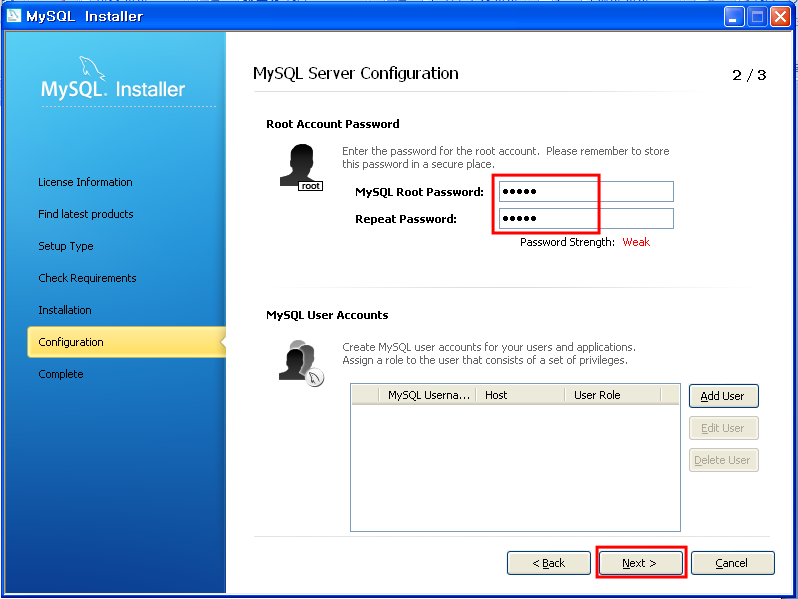 MySQL Installer
MySQL. Installer
License Information
Find latest products
Setup Type
Check Requirements
Installation
Configuration
Complete
MySQL Server Configuration
2 / 3
Root Account Password
Enter the password for the root account. Please remember to store
this password in a secure place.
root
MySQL Root Password:
Repeat Password:
Password Strength: Weak
MySQL User Accounts
Create MySQL user accounts for your users and applications.
Assign a role to the user that consists of a set of privileges.
MySQL Userna... Host User Role
Add User
Edit User
Delete User
< Back Next > Cancel